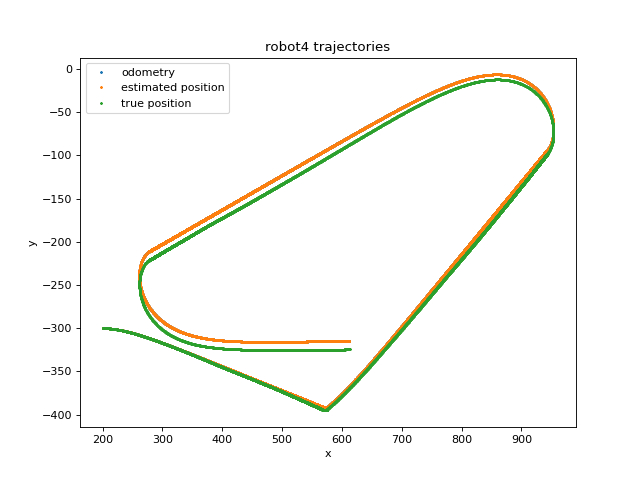 robot4 trajectories
odometry
estimated position
true position
0
−50
−100
−150
−200
−250
−300
−350
−400
y
200 300 400 500 600 700 800 900
x